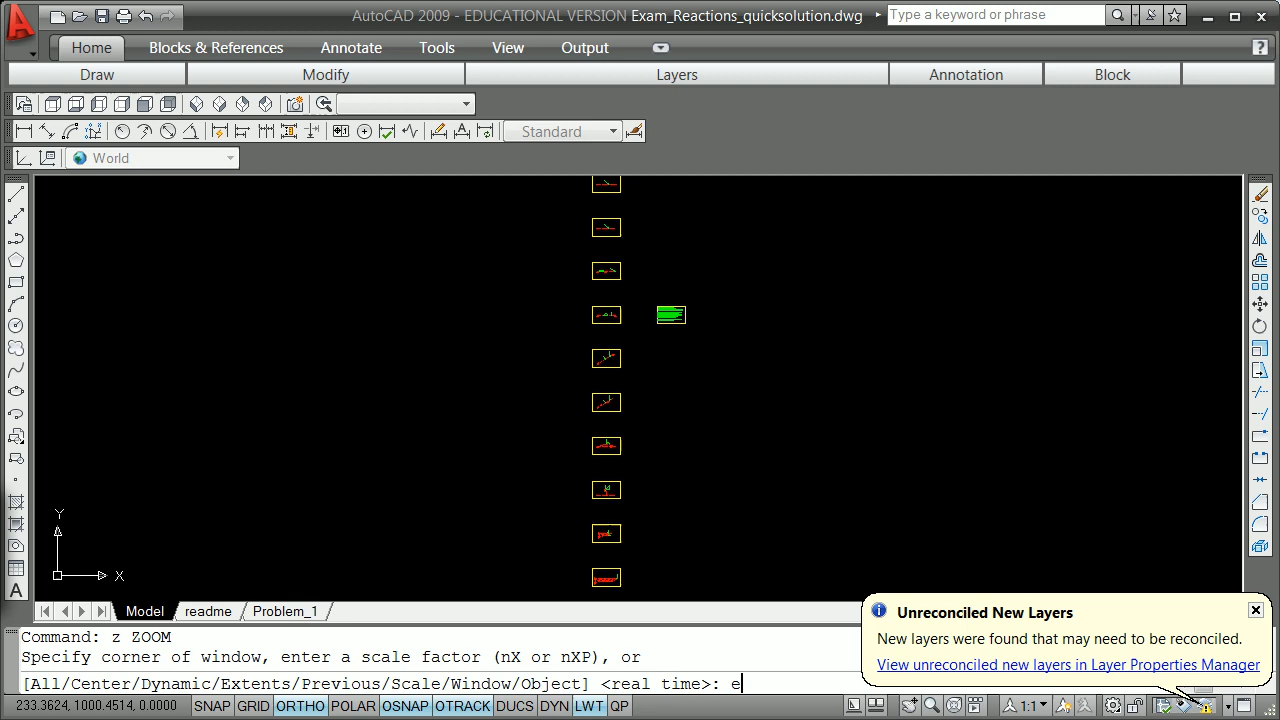 AutoCAD 2009 - EDUCATIONAL VERSION Exam_Reactions_quicksolution.dwg
Type a keyword or phrase
Home Blocks & References Annotate Tools View Output
Draw Modify Layers Annotation Block
Standard
World
Y
X
Model readme Problem_1
Unreconciled New Layers
New layers were found that may need to be reconciled.
View unreconciled new layers in Layer Properties Manager
Command: z ZOOM
Specify corner of window, enter a scale factor (nX or nXP), or
[All/Center/Dynamic/Extents/Previous/Scale/Window/Object] <real time>: e
233.3624, 1000.4514, 0.0000 SNAP GRID ORTHO POLAR OSNAP OTRACK DUCS DYN LWT QP 1:1